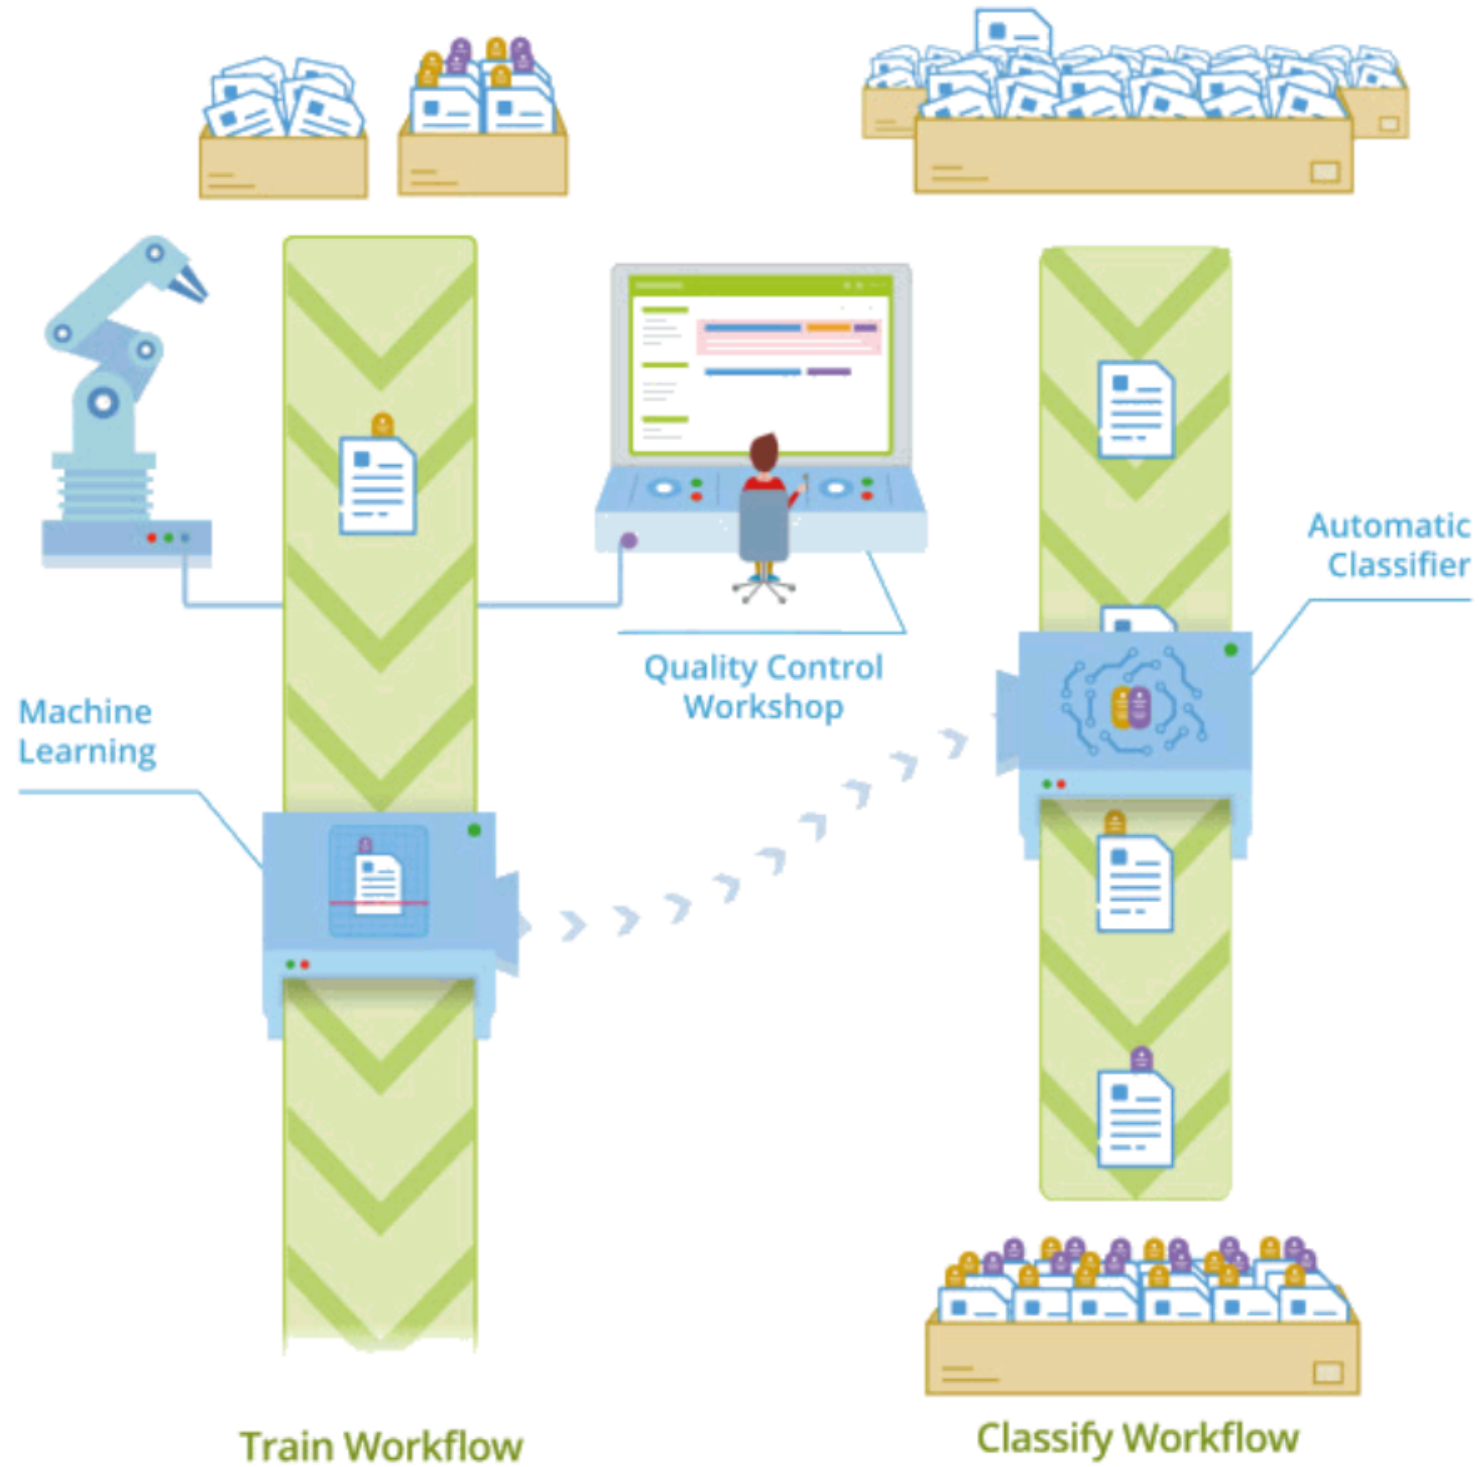 Automatic
Classifier
Quality Control
Workshop
Machine
Learning
Train Workflow
Classify Workflow